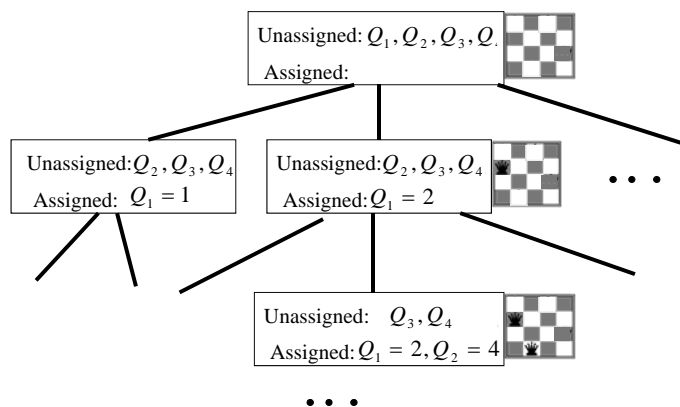 Unassigned: Q₁, Q₂, Q₃, Q
Assigned:
Unassigned: Q₂, Q₃, Q₄
Assigned: Q₁ = 1
Unassigned: Q₂, Q₃, Q₄
Assigned: Q₁ = 2
• • •
Unassigned: Q₃, Q₄
Assigned: Q₁ = 2, Q₂ = 4
• • •